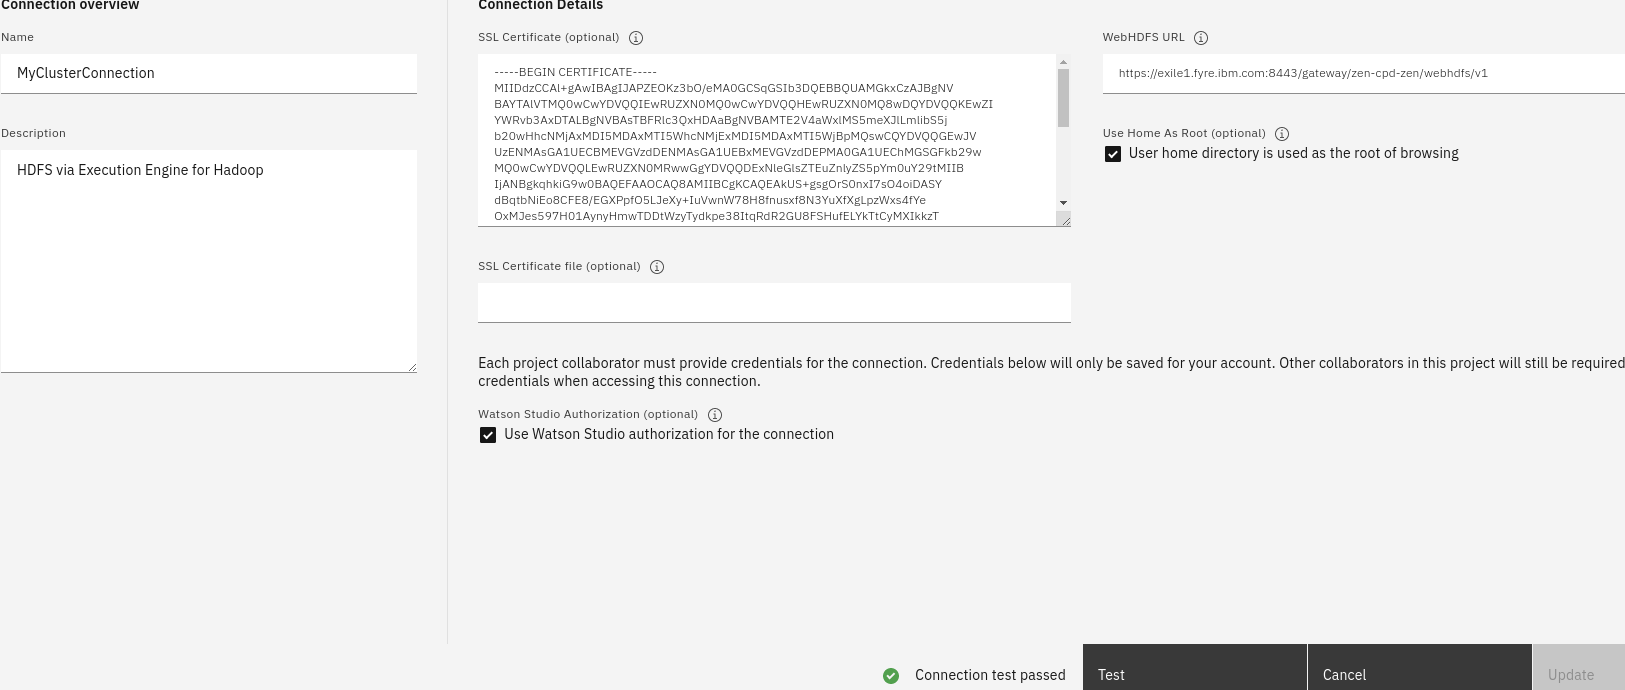 Connection overview
Name
MyClusterConnection
Description
HDFS via Execution Engine for Hadoop
Connection Details
SSL Certificate (optional)
-----BEGIN CERTIFICATE-----
MIIDdzCCAl+gAwIBAgIJAPZEOKz3bO/eMA0GCSqGSIb3DQEBBQUAMGkxCzAJBgNV
BAYTAlVTMQ0wCwYDVQQIEwRUZXN0MQ0wCwYDVQQHEwRUZXN0MQ8wDQYDVQQKEwZI
YWRvb3AxDTALBgNVBAsTBFRlc3QxHDAaBgNVBAMTE2V4aWxlMS5meXJlLmlibS5j
b20wHhcNMjAxMDI5MDAxMTI5WhcNMjExMDI5MDAxMTI5WjBpMQswCQYDVQQGEwJV
UzENMAsGA1UECBMEVGVzdDENMAsGA1UEBxMEVGVzdDEPMA0GA1UEChMGSGFkb29w
MQ0wCwYDVQQLEwRUZXN0MRwwGgYDVQQDExNleGlsZTEuZnlyZS5pYm0uY29tMIIB
IjANBgkqhkiG9w0BAQEFAAOCAQ8AMIIBCgKCAQEAkUS+gsgOrS0nxI7sO4oiDASY
dBqtbNiEo8CFE8/EGXPpfO5LJeXy+IuVwnW78H8fnusxf8N3YuXfXgLpzWxs4fYe
OxMJes597H01AynyHmwTDDtWzyTydkpe38ItqRdR2GU8FSHufELYkTtCyMXIkkzT
SSL Certificate file (optional)
WebHDFS URL
https://exile1.fyre.ibm.com:8443/gateway/zen-cpd-zen/webhdfs/v1
Use Home As Root (optional)
User home directory is used as the root of browsing
Each project collaborator must provide credentials for the connection. Credentials below will only be saved for your account. Other collaborators in this project will still be required
credentials when accessing this connection.
Watson Studio Authorization (optional)
Use Watson Studio authorization for the connection
Connection test passed
Test
Cancel
Update